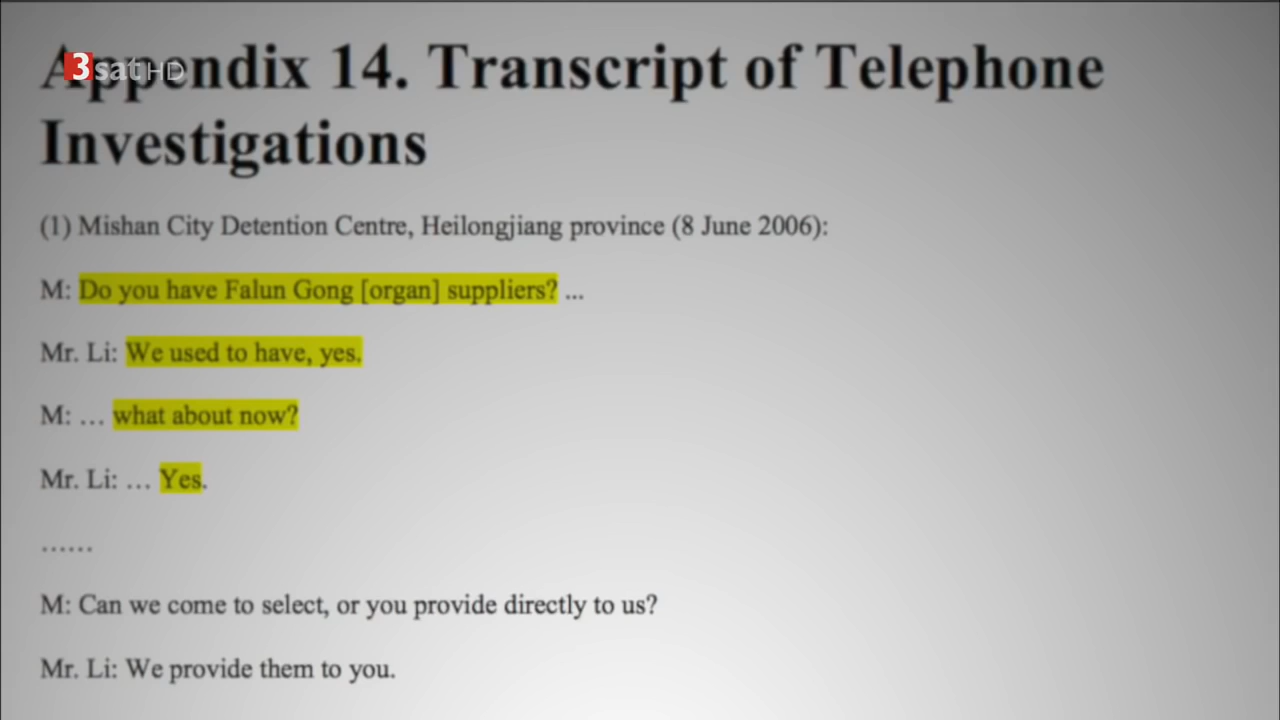 3sat HD
Appendix 14. Transcript of Telephone
Investigations
(1) Mishan City Detention Centre, Heilongjiang province (8 June 2006):
M: Do you have Falun Gong [organ] suppliers? ...
Mr. Li: We used to have, yes.
M: … what about now?
Mr. Li: … Yes.
……
M: Can we come to select, or you provide directly to us?
Mr. Li: We provide them to you.